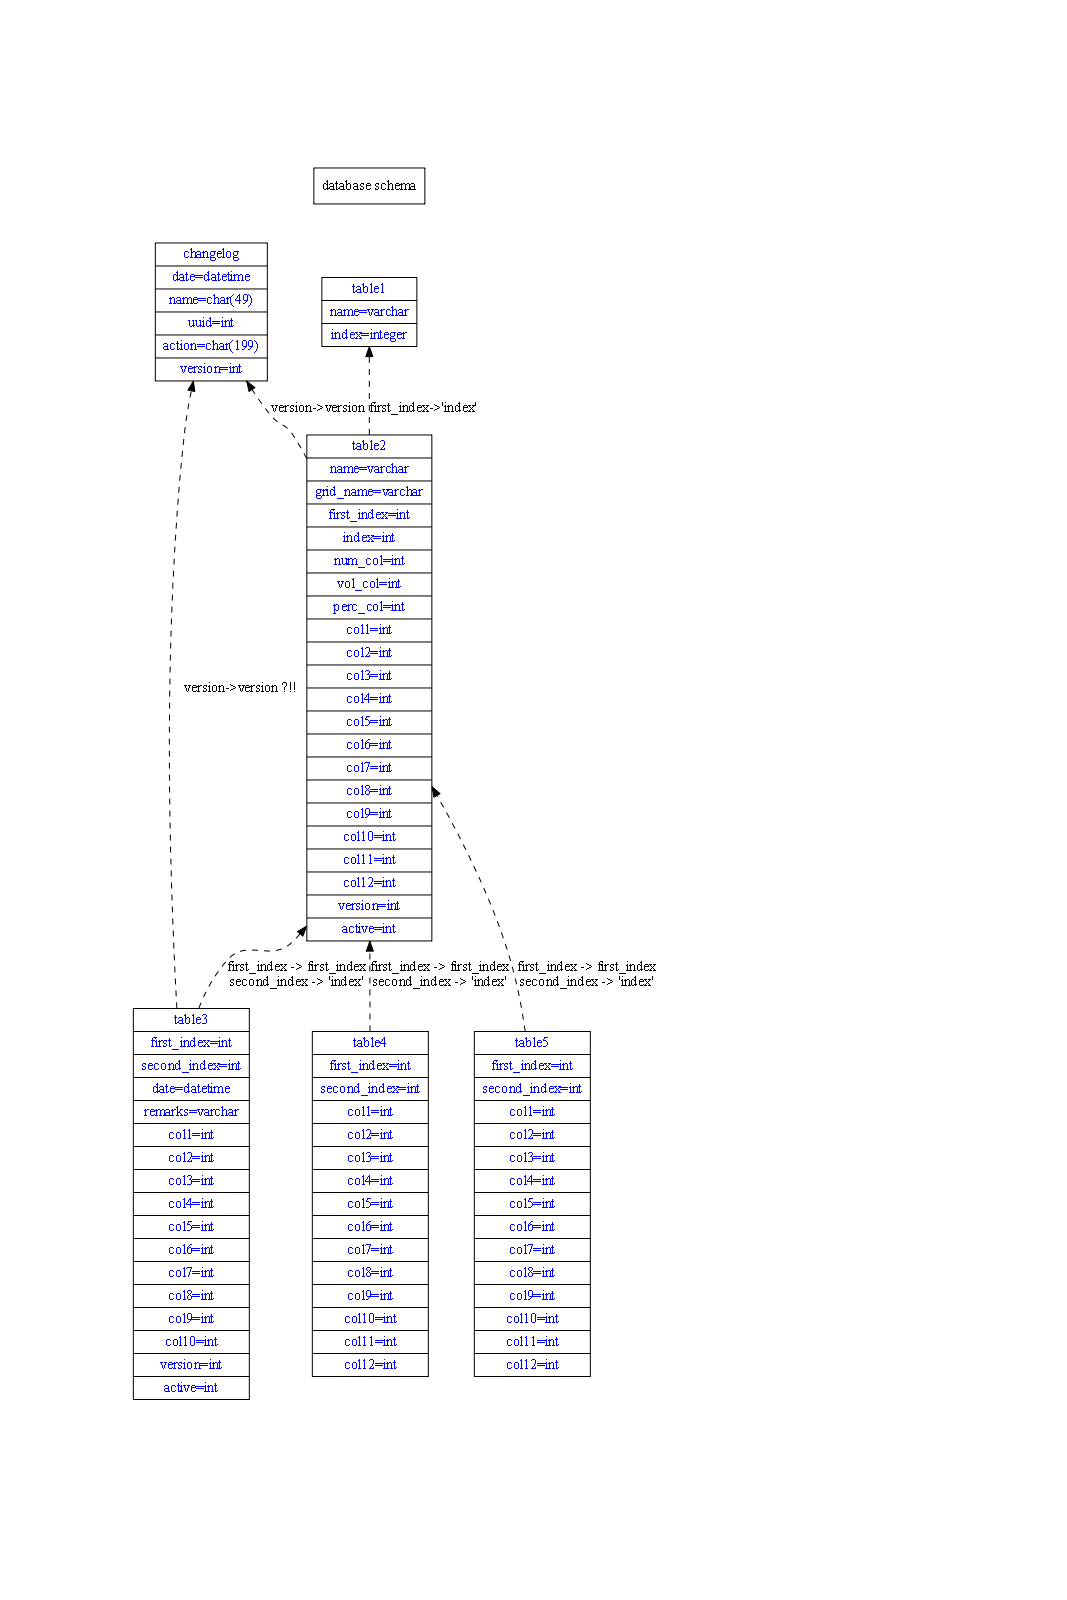 database schema
changelog
date=datetime
name=char(49)
uuid=int
action=char(199)
version=int
table1
name=varchar
index=integer
version->version
first_index->'index'
table2
name=varchar
grid_name=varchar
first_index=int
index=int
num_col=int
vol_col=int
perc_col=int
col1=int
col2=int
col3=int
col4=int
col5=int
col6=int
col7=int
col8=int
col9=int
col10=int
col11=int
col12=int
version=int
active=int
version->version ?!!
first_index -> first_index
second_index -> 'index'
first_index -> first_index
second_index -> 'index'
first_index -> first_index
second_index -> 'index'
table3
first_index=int
second_index=int
date=datetime
remarks=varchar
col1=int
col2=int
col3=int
col4=int
col5=int
col6=int
col7=int
col8=int
col9=int
col10=int
version=int
active=int
table4
first_index=int
second_index=int
col1=int
col2=int
col3=int
col4=int
col5=int
col6=int
col7=int
col8=int
col9=int
col10=int
col11=int
col12=int
table5
first_index=int
second_index=int
col1=int
col2=int
col3=int
col4=int
col5=int
col6=int
col7=int
col8=int
col9=int
col10=int
col11=int
col12=int